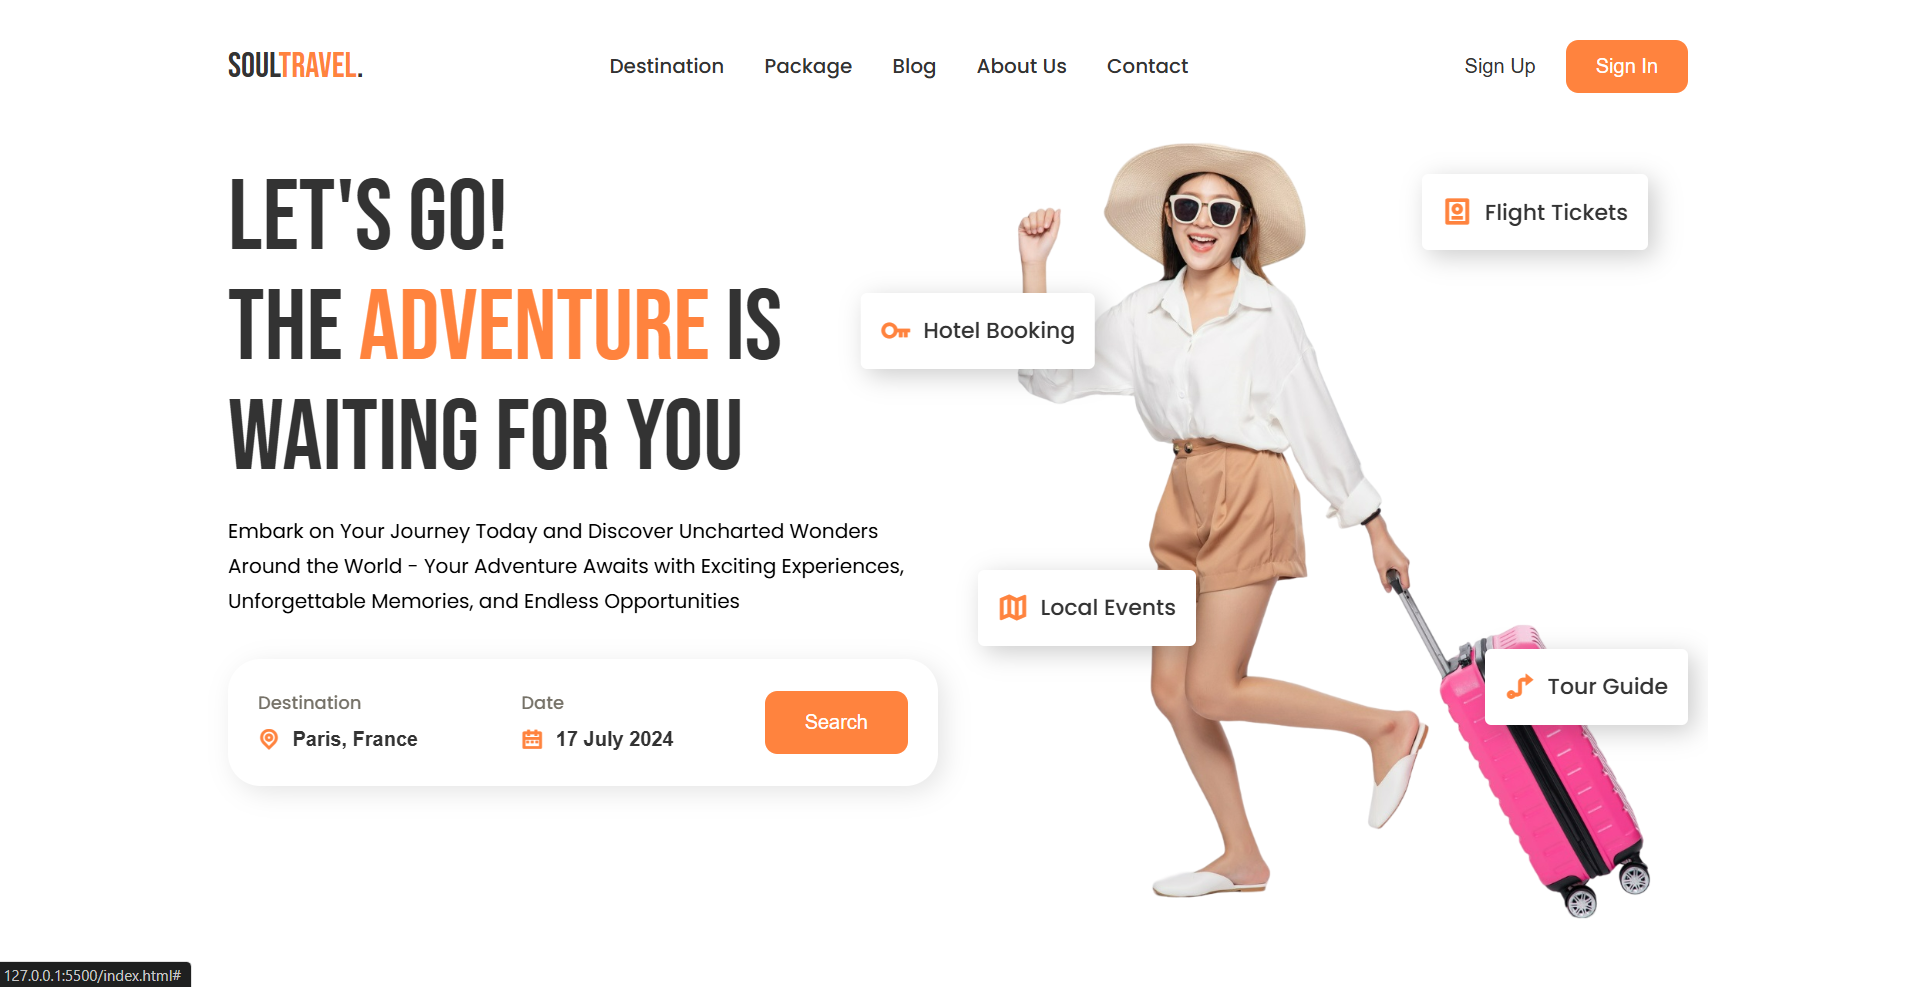 SOULTRAVEL.
Destination Package Blog About Us Contact
Sign Up Sign In
LET'S GO!
THE ADVENTURE IS
WAITING FOR YOU
Embark on Your Journey Today and Discover Uncharted Wonders
Around the World - Your Adventure Awaits with Exciting Experiences,
Unforgettable Memories, and Endless Opportunities
Destination
Paris, France
Date
17 July 2024
Search
Flight Tickets
Hotel Booking
Local Events
Tour Guide
127.0.0.1:5500/index.html#